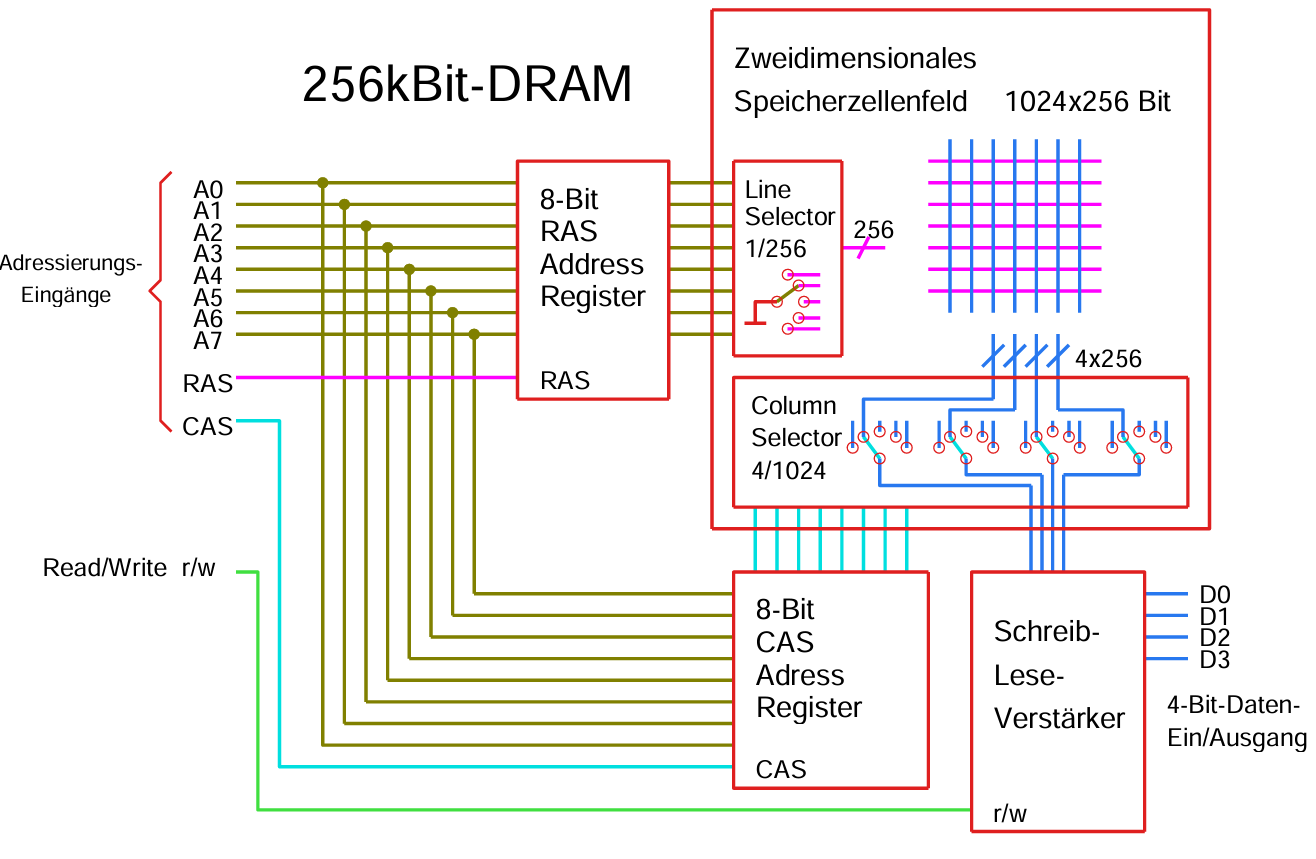 256kBit-DRAM
Zweidimensionales
Speicherzellenfeld 1024x256 Bit
Adressierungs-
Eingänge
A0
A1
A2
A3
A4
A5
A6
A7
RAS
CAS
8-Bit
RAS
Address
Register
RAS
Line
Selector
1/256
256
4x256
Column
Selector
4/1024
Read/Write r/w
8-Bit
CAS
Adress
Register
CAS
Schreib-
Lese-
Verstärker
r/w
D0
D1
D2
D3
4-Bit-Daten-
Ein/Ausgang